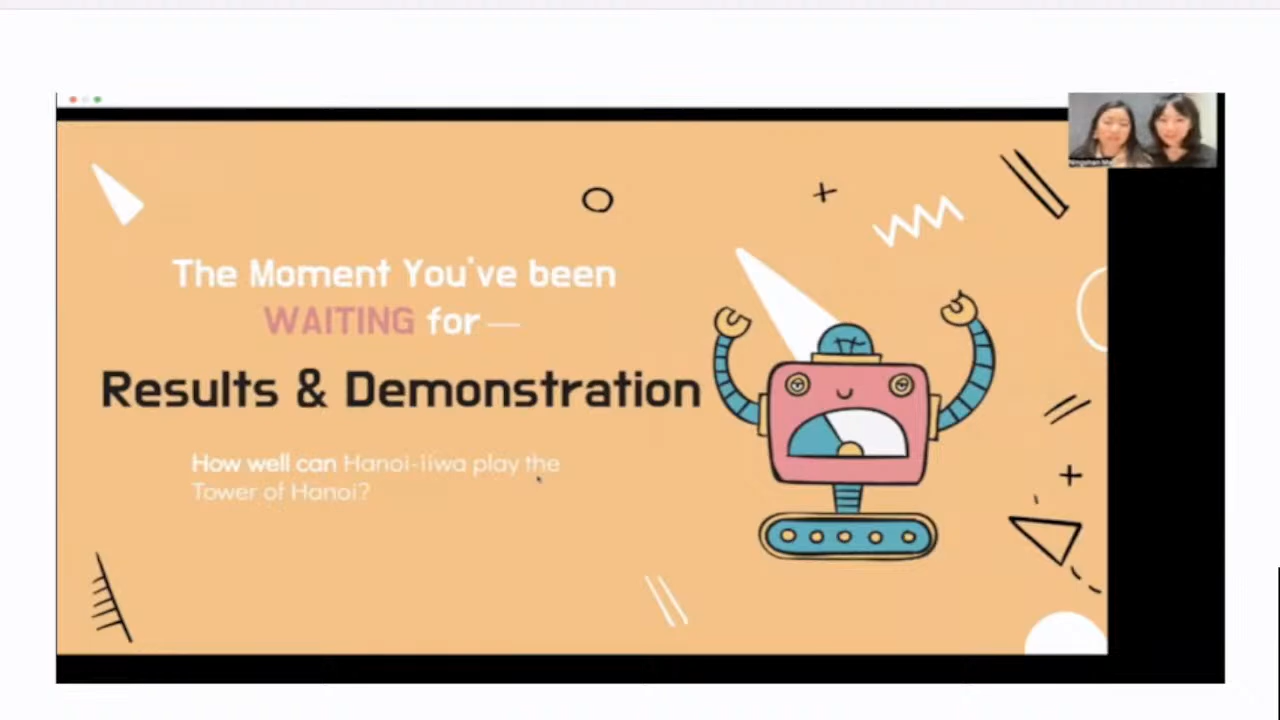 The Moment You've been
WAITING for —
Results & Demonstration
How well can Hanoi-iiwa play the
Tower of Hanoi?